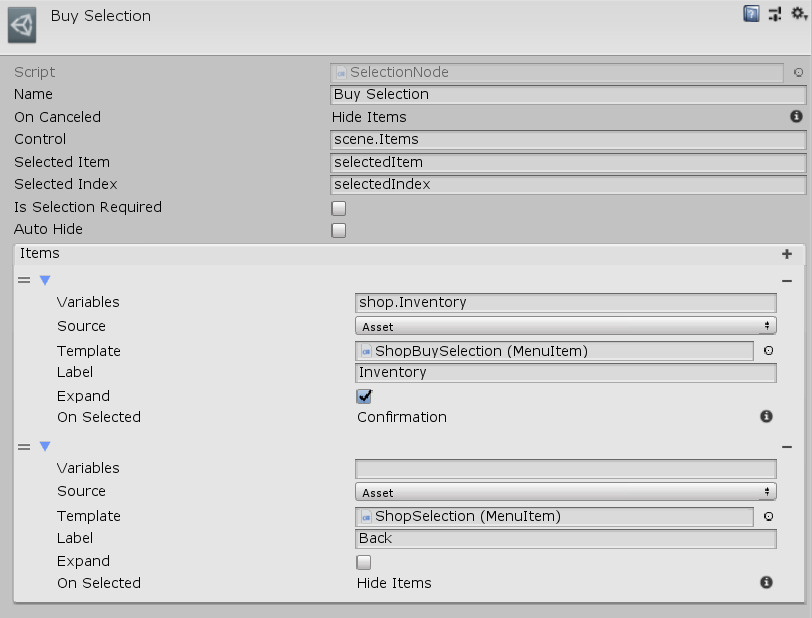 Buy Selection
Script SelectionNode
Name Buy Selection
On Canceled Hide Items
Control scene.Items
Selected Item selectedItem
Selected Index selectedIndex
Is Selection Required
Auto Hide
Items
Variables shop.Inventory
Source Asset
Template ShopBuySelection (MenuItem)
Label Inventory
Expand
On Selected Confirmation
Variables
Source Asset
Template ShopSelection (MenuItem)
Label Back
Expand
On Selected Hide Items